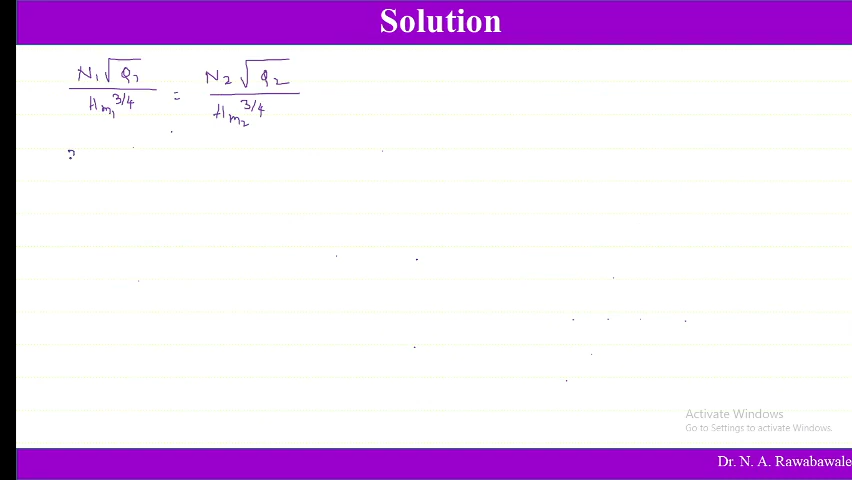 Solution
N₁√Q₁ / Hm₁^3/4 = N₂√Q₂ / Hm₂^3/4
Activate Windows
Go to Settings to activate Windows.
Dr. N. A. Rawabawale